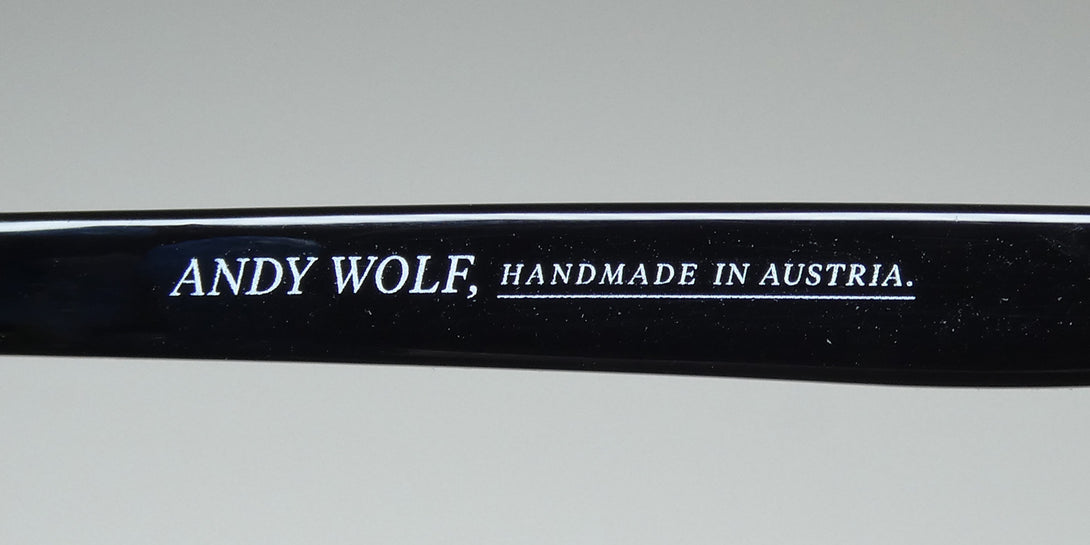 ANDY WOLF, HANDMADE IN AUSTRIA.